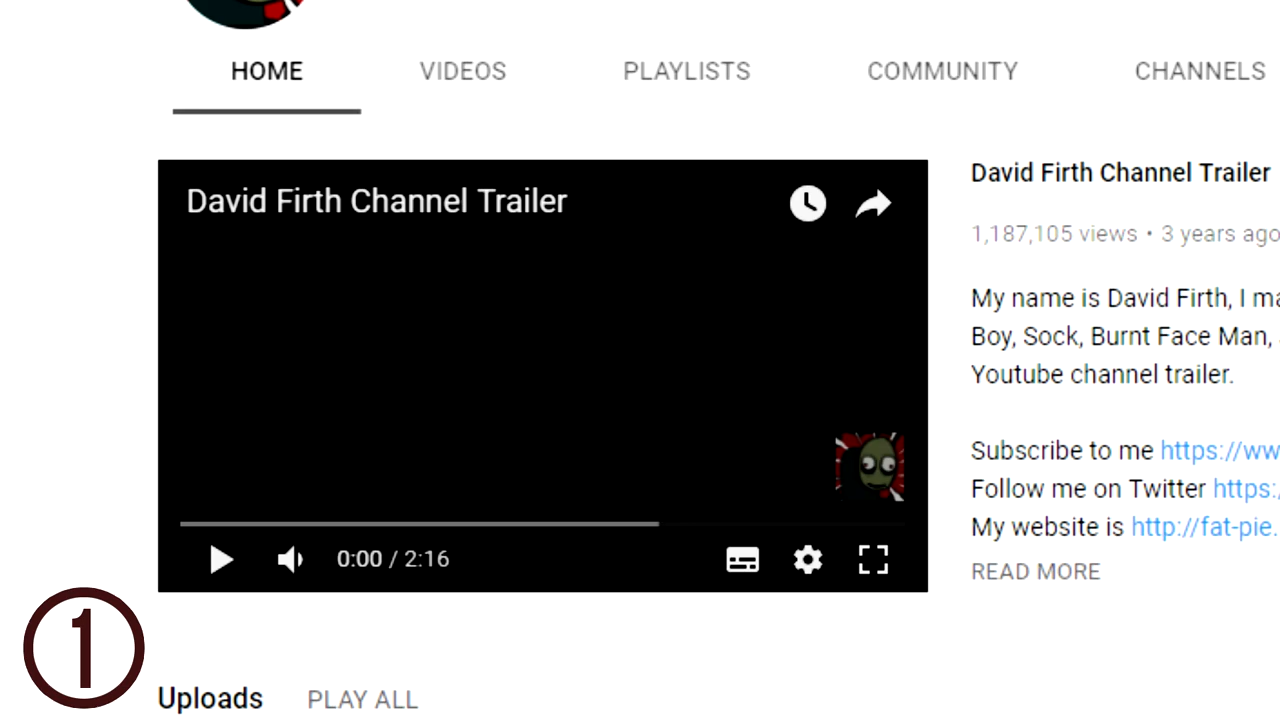 HOME VIDEOS PLAYLISTS COMMUNITY CHANNELS
David Firth Channel Trailer
0:00 / 2:16
David Firth Channel Trailer
1,187,105 views • 3 years ago
My name is David Firth, I
Boy, Sock, Burnt Face Man,
Youtube channel trailer.
Subscribe to me https://ww
Follow me on Twitter https:/
My website is http://fat-pie.
READ MORE
1
Uploads PLAY ALL